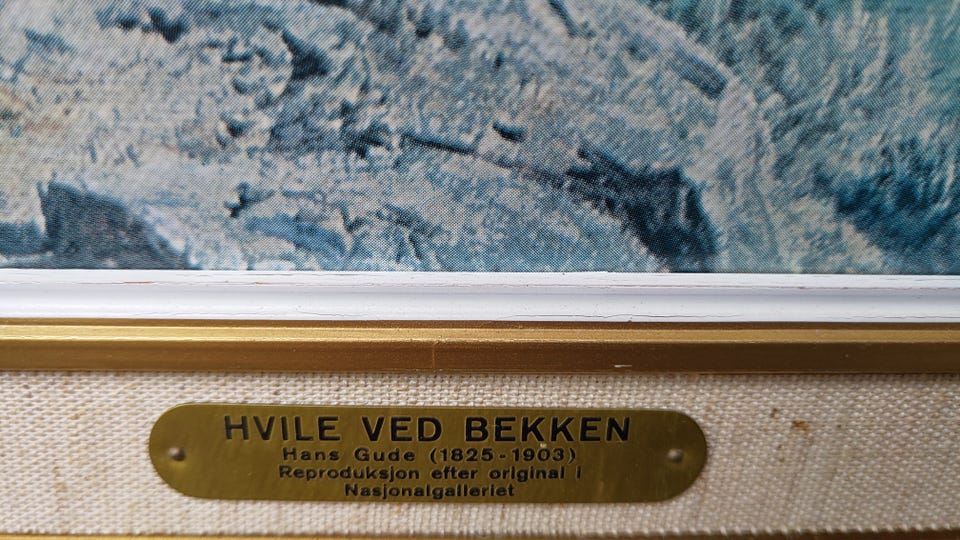 HVILE VED BEKKEN
Hans Gude (1825-1903)
Reproduksjon efter original i
Nasjonalgalleriet